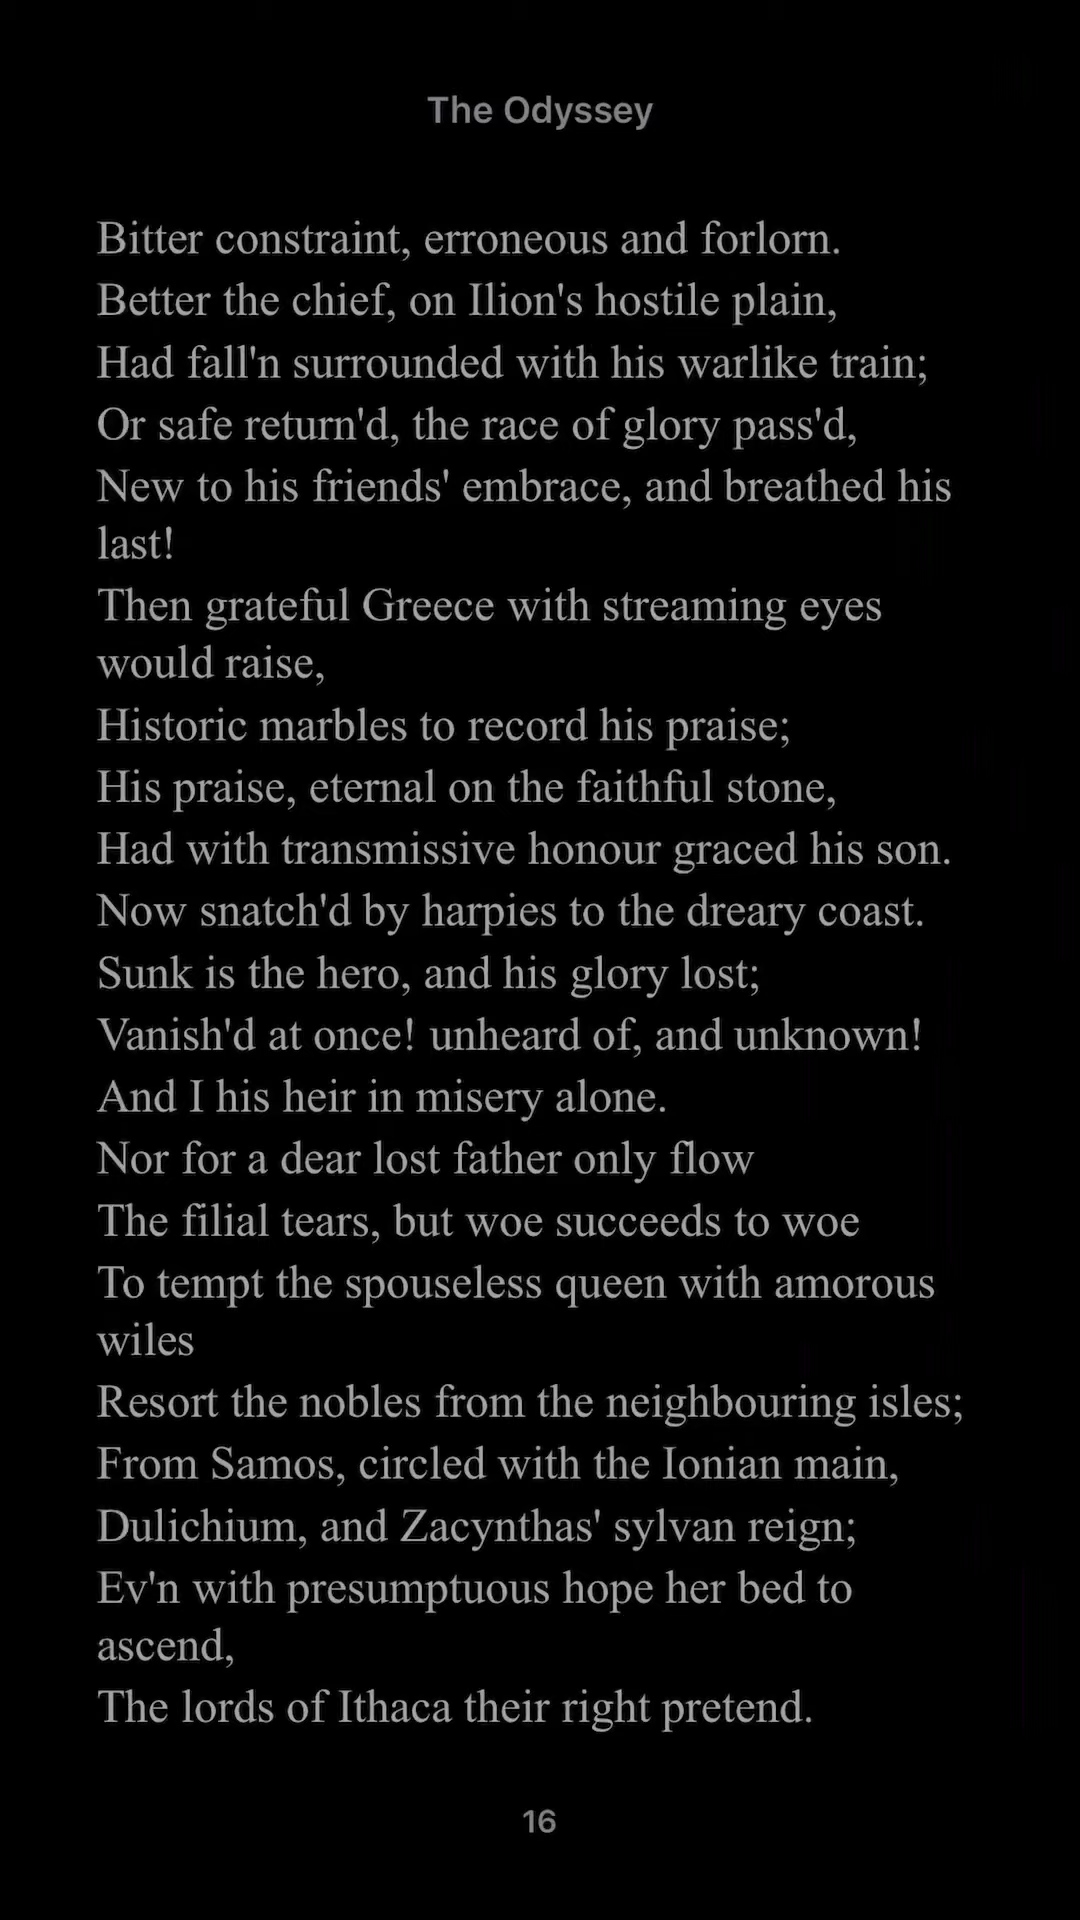 The Odyssey
Bitter constraint, erroneous and forlorn.
Better the chief, on Ilion's hostile plain,
Had fall'n surrounded with his warlike train;
Or safe return'd, the race of glory pass'd,
New to his friends' embrace, and breathed his
last!
Then grateful Greece with streaming eyes
would raise,
Historic marbles to record his praise;
His praise, eternal on the faithful stone,
Had with transmissive honour graced his son.
Now snatch'd by harpies to the dreary coast.
Sunk is the hero, and his glory lost;
Vanish'd at once! unheard of, and unknown!
And I his heir in misery alone.
Nor for a dear lost father only flow
The filial tears, but woe succeeds to woe
To tempt the spouseless queen with amorous
wiles
Resort the nobles from the neighbouring isles;
From Samos, circled with the Ionian main,
Dulichium, and Zacynthas' sylvan reign;
Ev'n with presumptuous hope her bed to
ascend,
The lords of Ithaca their right pretend.
16